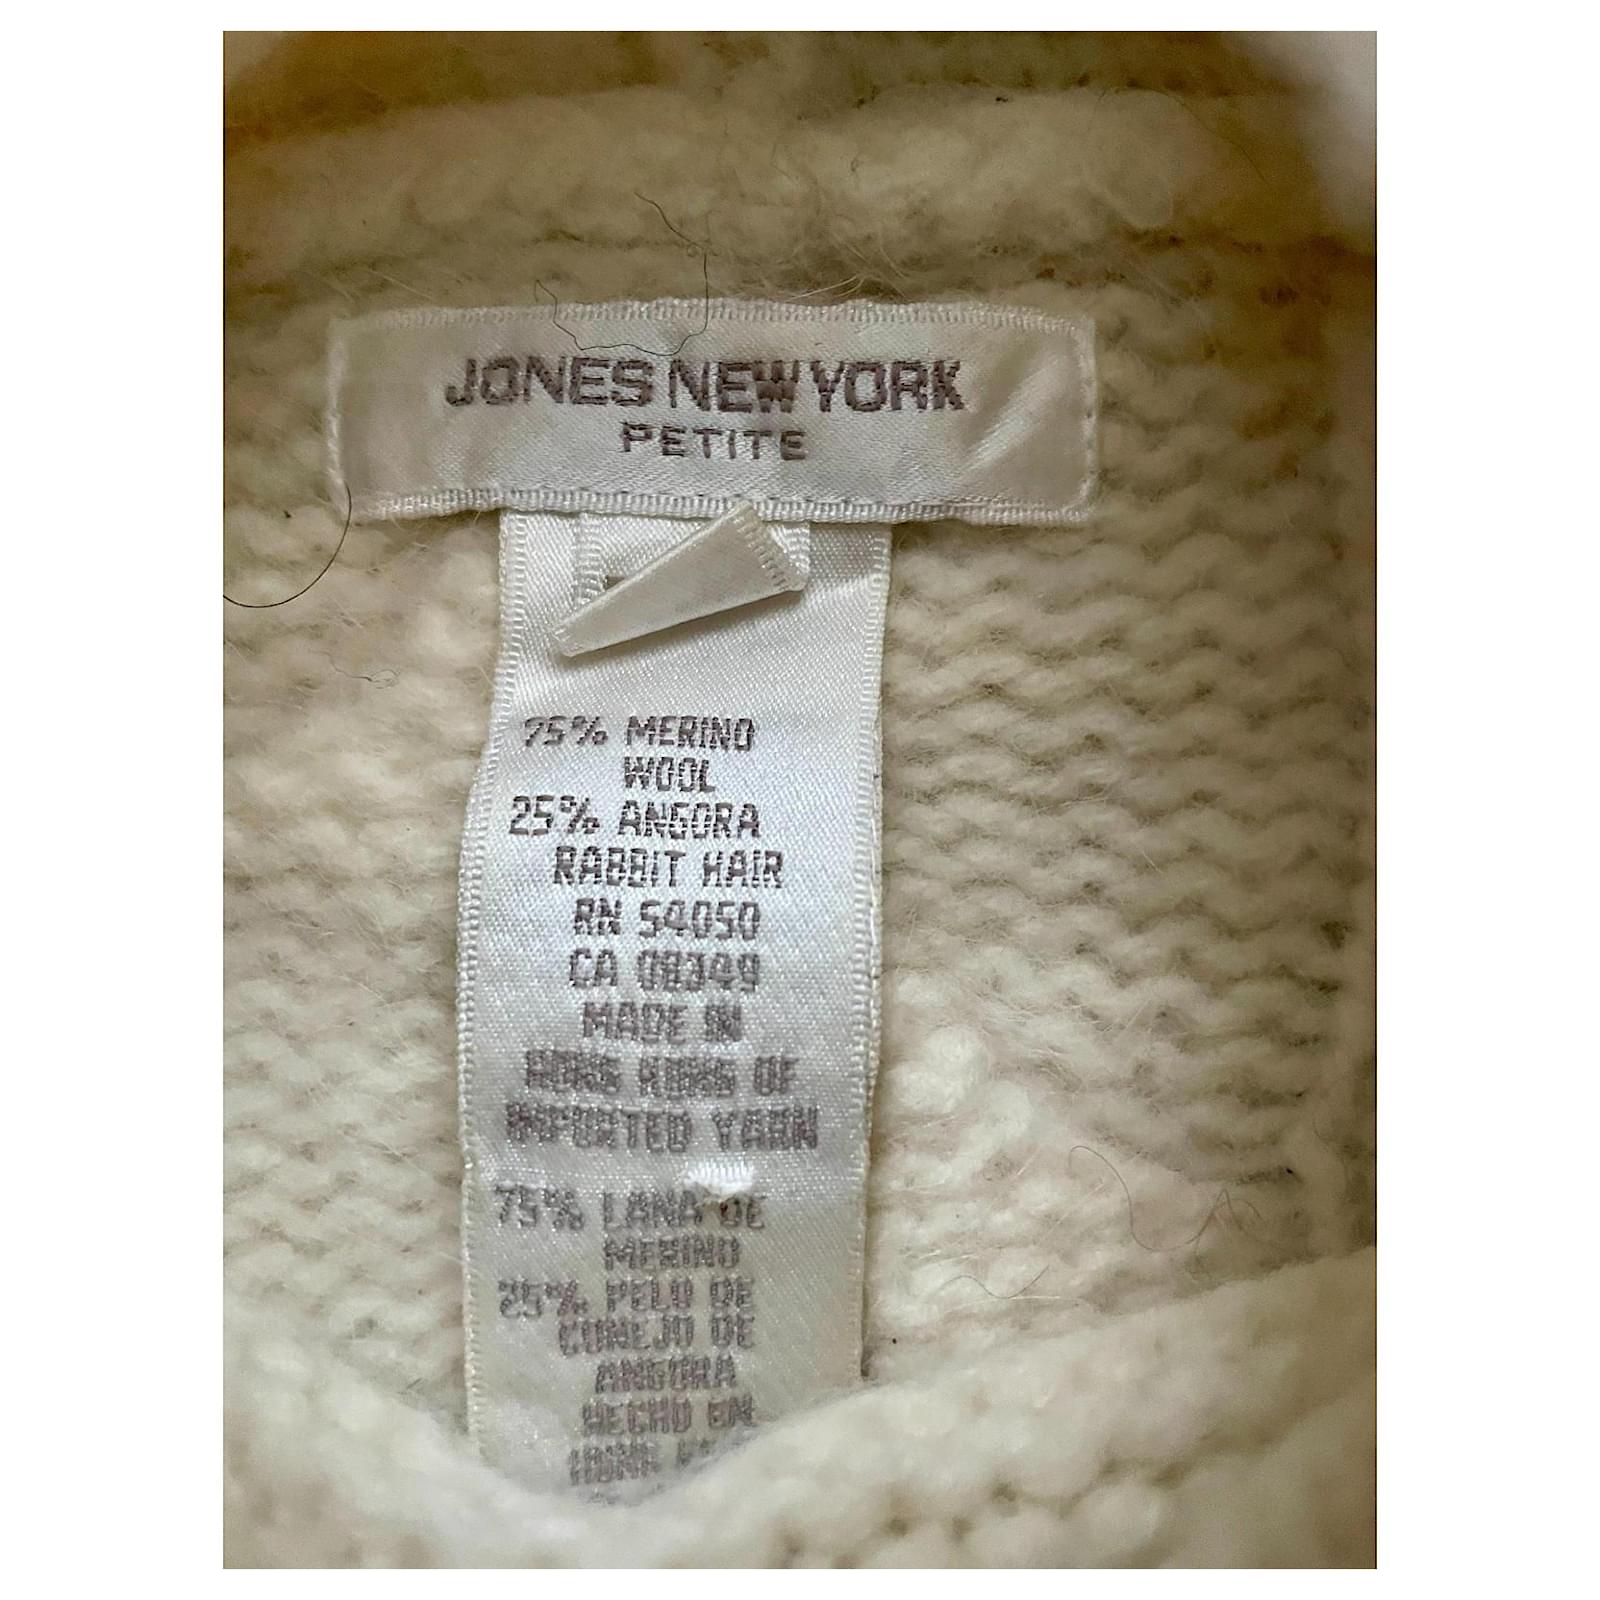 JONES NEW YORK
PETITE
75% MERINO
WOOL
25% ANGORA
RABBIT HAIR
RN 54050
CA 08349
MADE IN
HONG KONG OF
IMPORTED YARN
75% LANA DE
MERINO
25% PELO DE
CONEJO DE
ANGORA
HECHO EN
HONG